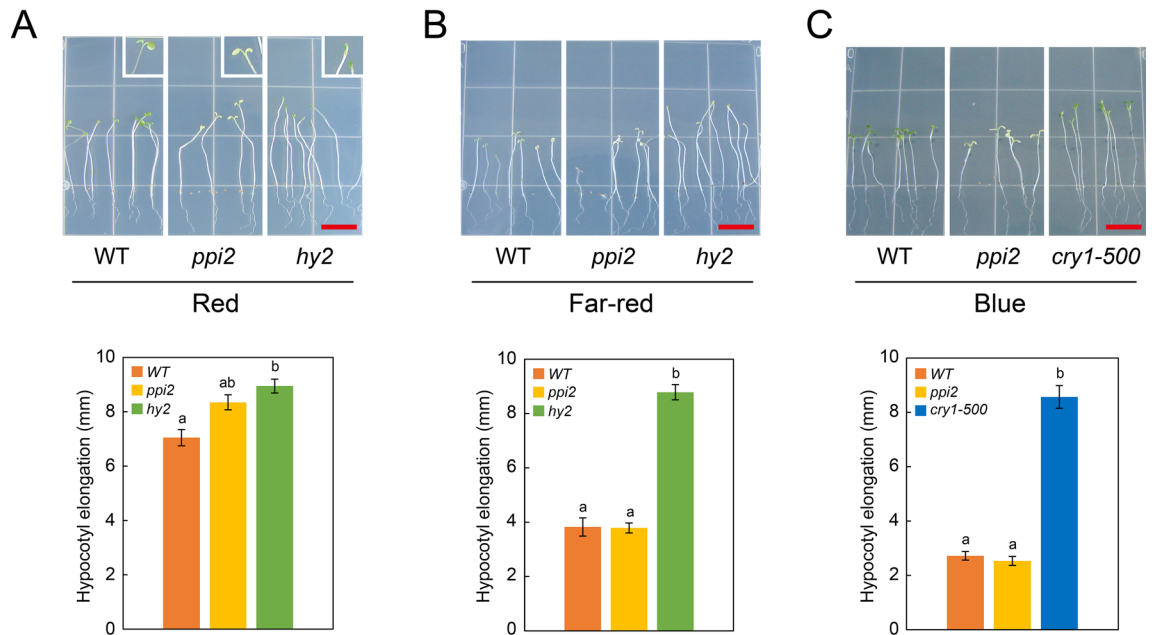 A
B
C
WT ppi2 hy2
Red
WT ppi2 hy2
Far-red
WT ppi2 cry1-500
Blue
Hypocotyl elongation (mm)
10
8
6
4
2
0
WT
ppi2
hy2
a
ab
b
Hypocotyl elongation (mm)
10
8
6
4
2
0
WT
ppi2
hy2
a
a
b
Hypocotyl elongation (mm)
10
8
6
4
2
0
WT
ppi2
cry1-500
a
a
b